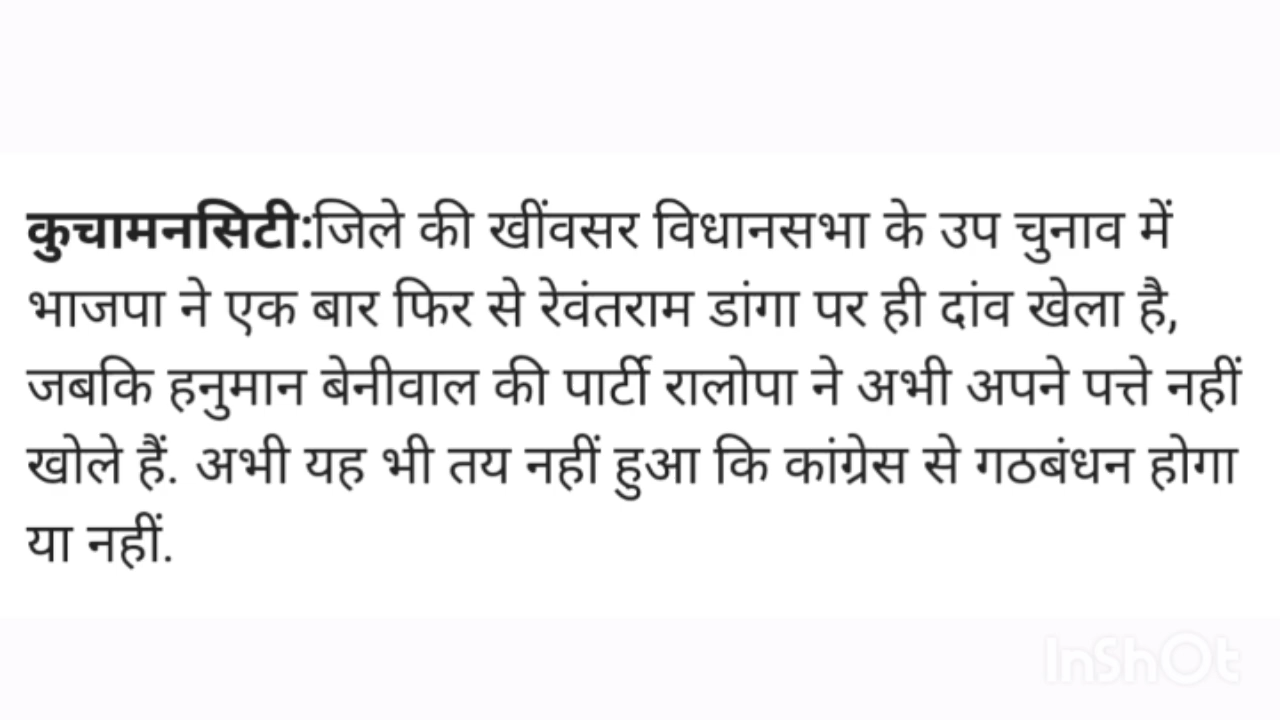 कुचामनसिटी:जिले की खींवसर विधानसभा के उप चुनाव में
भाजपा ने एक बार फिर से रेवंतराम डांगा पर ही दांव खेला है,
जबकि हनुमान बेनीवाल की पार्टी रालोपा ने अभी अपने पत्ते नहीं
खोले हैं. अभी यह भी तय नहीं हुआ कि कांग्रेस से गठबंधन होगा
या नहीं.
InShOt